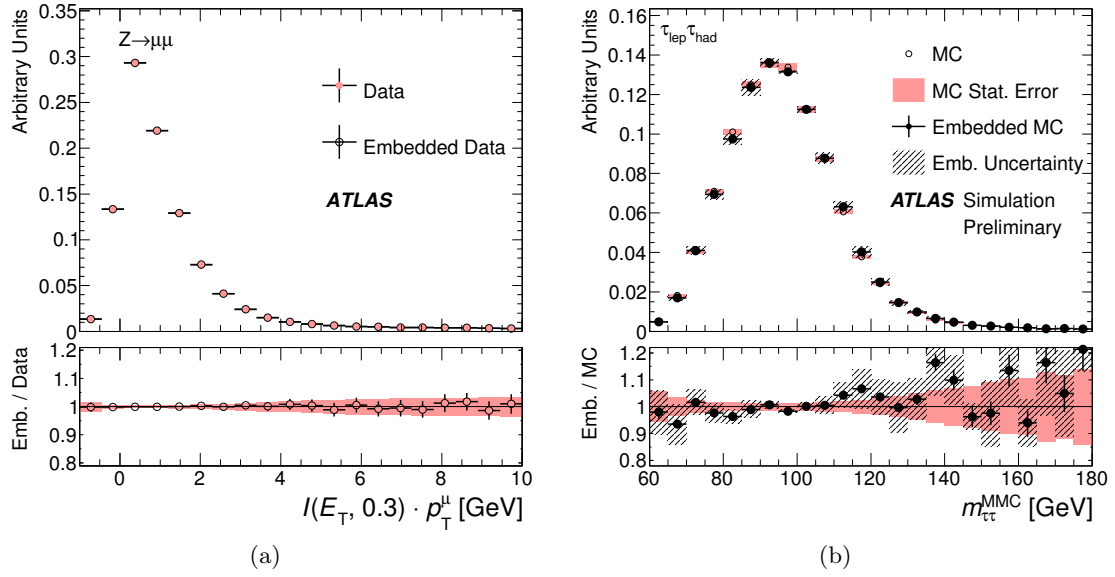 Z→μμ
Arbitrary Units
0.35
0.3
0.25
0.2
0.15
0.1
0.05
0
Data
Embedded Data
ATLAS
Emb. / Data
1.2
1.1
1.0
0.9
0.8
0 2 4 6 8 10
I(E_T, 0.3) · p_T^μ [GeV]
(a)
τ_lep τ_had
Arbitrary Units
0.16
0.14
0.12
0.1
0.08
0.06
0.04
0.02
0
MC
MC Stat. Error
Embedded MC
Emb. Uncertainty
ATLAS Simulation
Preliminary
Emb. / MC
1.2
1.1
1
0.9
0.8
60 80 100 120 140 160 180
m_ττ^MMC [GeV]
(b)